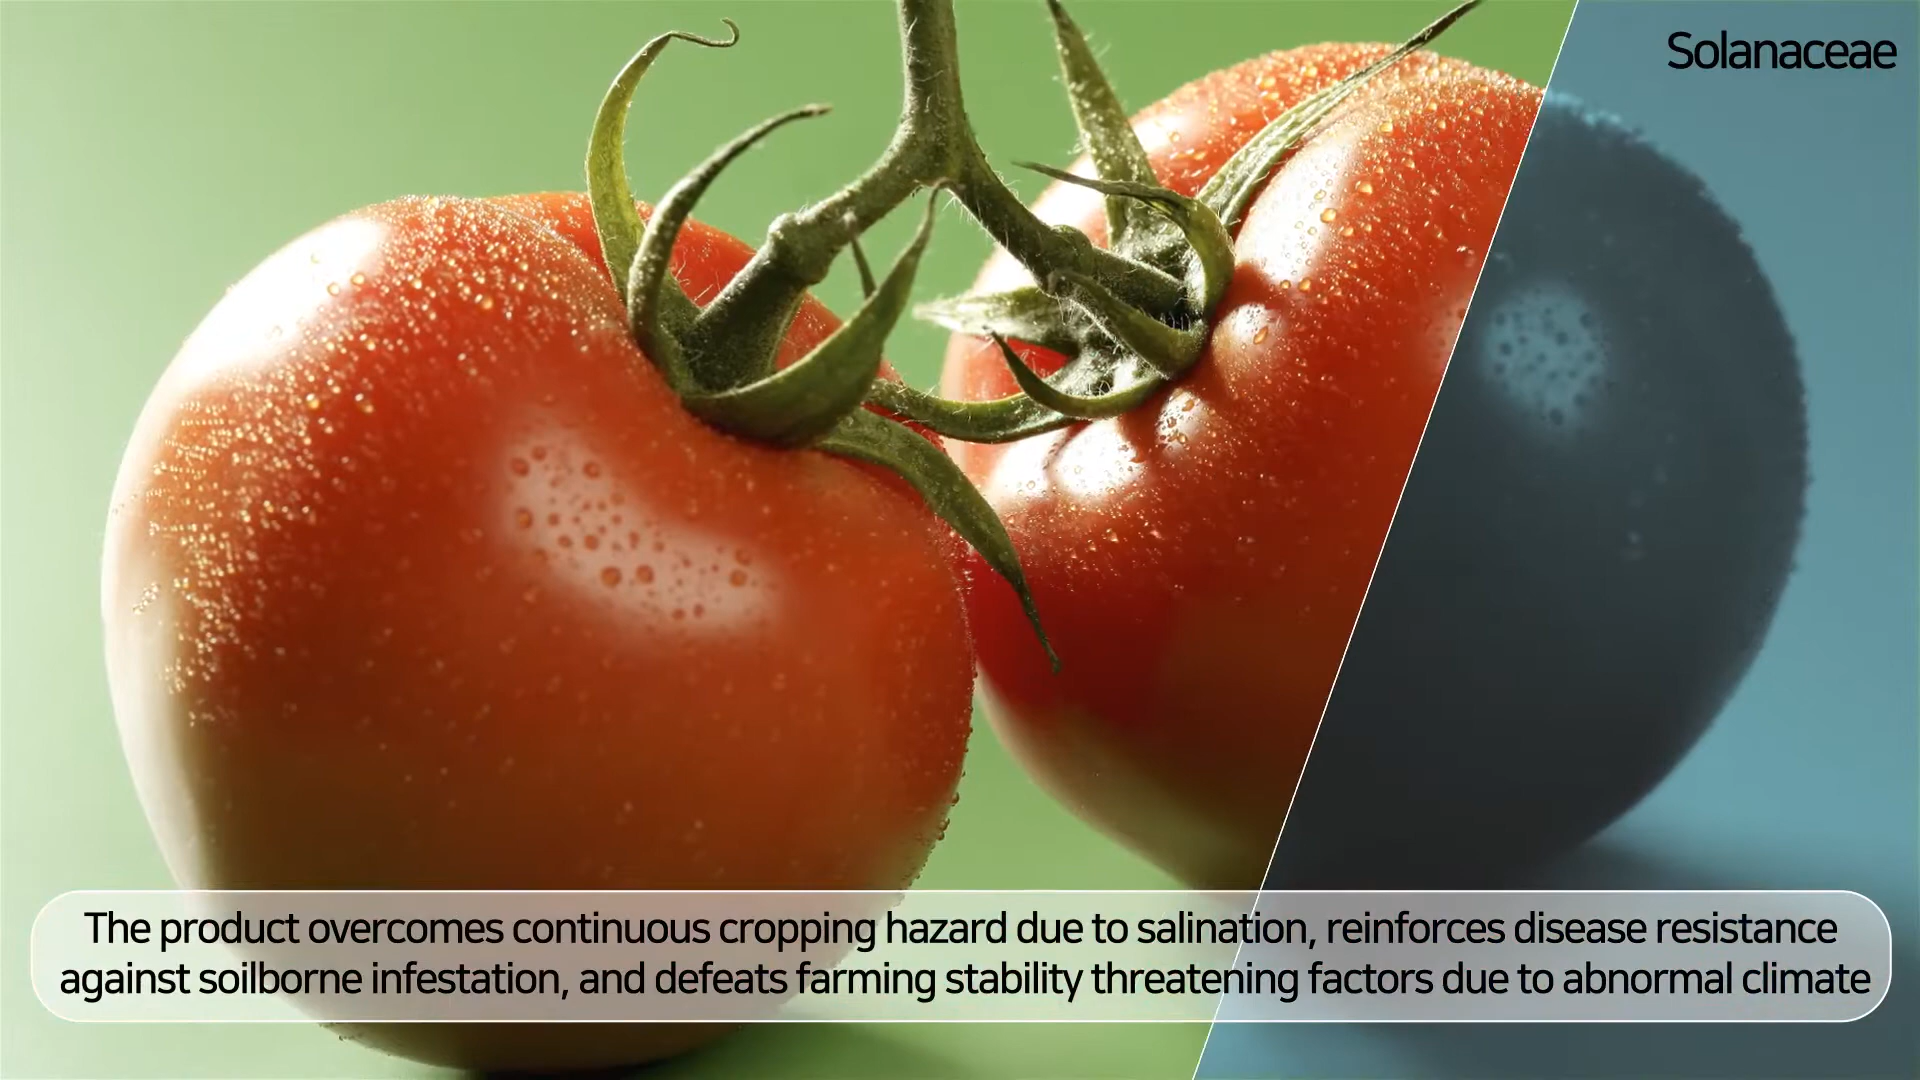 Solanaceae
The product overcomes continuous cropping hazard due to salination, reinforces disease resistance
against soilborne infestation, and defeats farming stability threatening factors due to abnormal climate